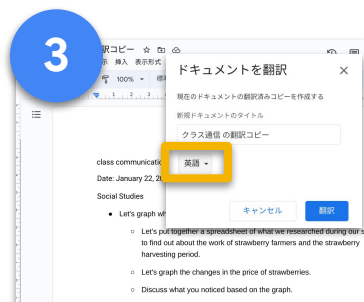 3
訳コピー
示 挿入 表示形式
100%
1 2 3
ドキュメントを翻訳
現在のドキュメントの翻訳済みコピーを作成する
新規ドキュメントのタイトル
クラス通信 の翻訳コピー
英語
キャンセル 翻訳
class communicatio
Date: January 22, 20
Social Studies
Let's graph wh
Let's put together a spreadsheet of what we researched during our s
to find out about the work of strawberry farmers and the strawberry
harvesting period.
Let's graph the changes in the price of strawberries.
Discuss what you noticed based on the graph.